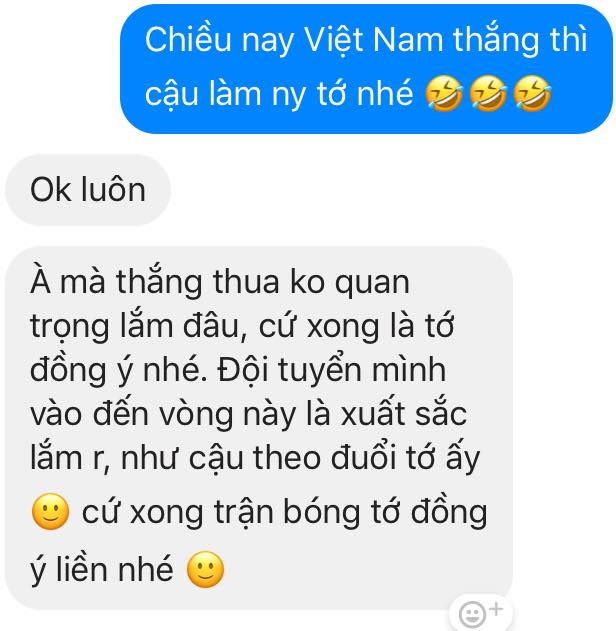 Chiều nay Việt Nam thắng thì
cậu làm ny tớ nhé 🤣🤣🤣
Ok luôn
À mà thắng thua ko quan
trọng lắm đâu, cứ xong là tớ
đồng ý nhé. Đội tuyển mình
vào đến vòng này là xuất sắc
lắm r, như cậu theo đuổi tớ ấy
🙂 cứ xong trận bóng tớ đồng
ý liền nhé 🙂